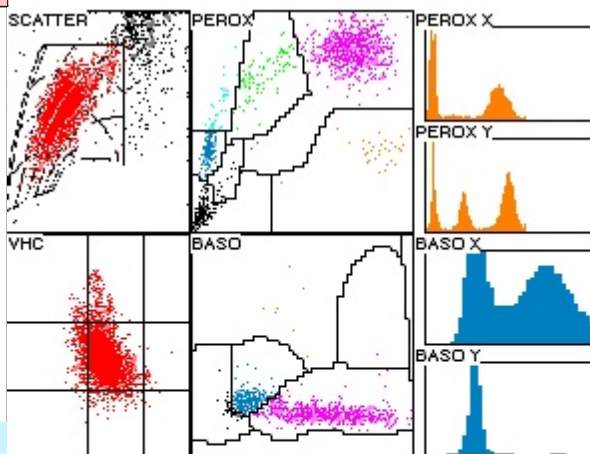 SCATTER
PEROX
PEROX X
PEROX Y
VHC
BASO
BASO X
BASO Y